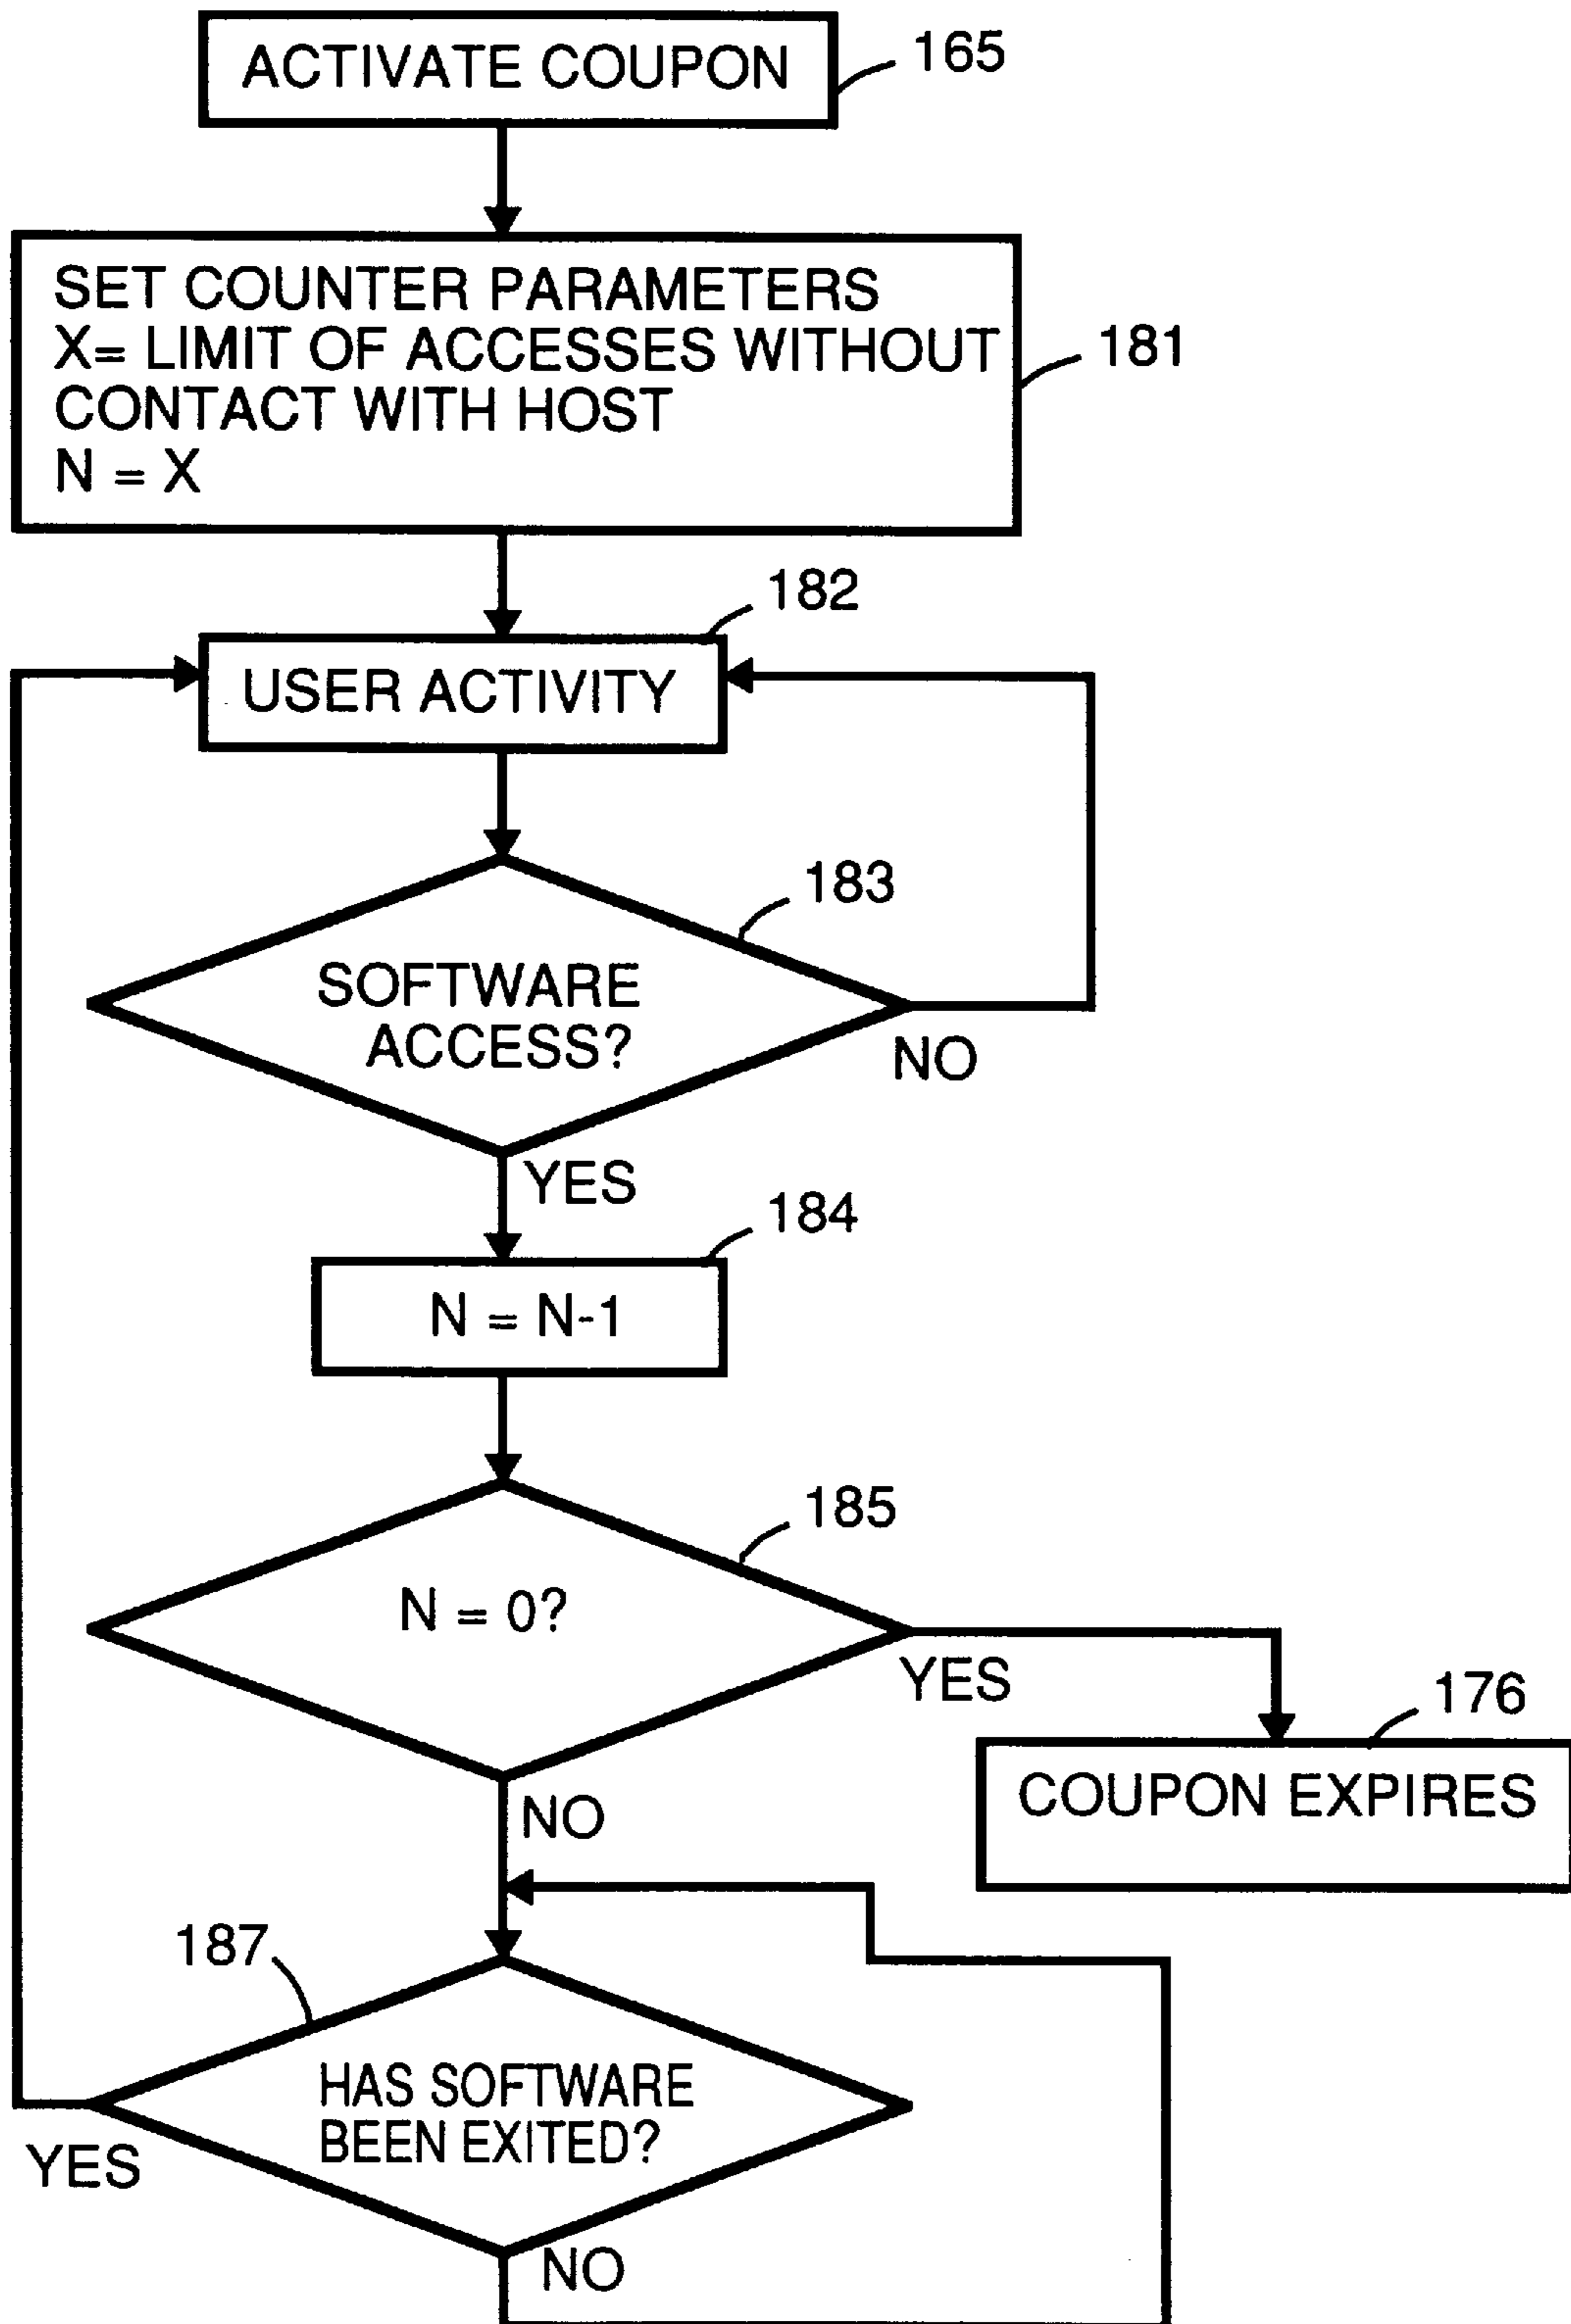 ACTIVATE COUPON
165
SET COUNTER PARAMETERS
X= LIMIT OF ACCESSES WITHOUT
CONTACT WITH HOST
N = X
181
182
USER ACTIVITY
183
SOFTWARE
ACCESS?
NO
YES
184
N = N-1
185
N = 0?
YES
176
COUPON EXPIRES
NO
187
HAS SOFTWARE
BEEN EXITED?
YES
NO